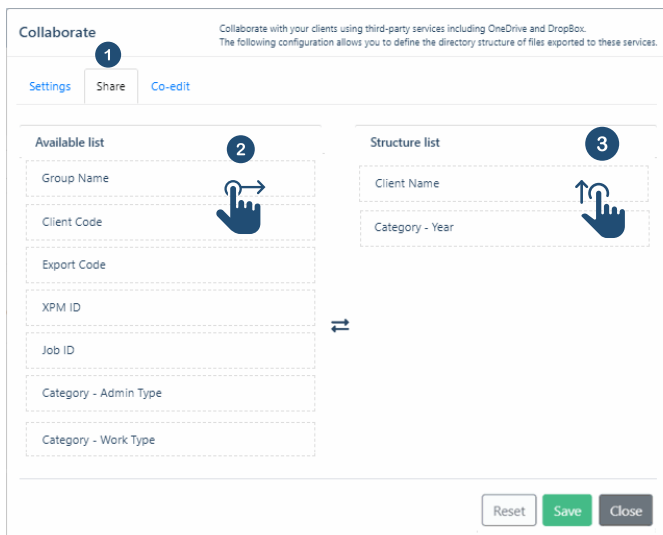 Collaborate
Collaborate with your clients using third-party services including OneDrive and DropBox.
The following configuration allows you to define the directory structure of files exported to these services.
1
Settings
Share
Co-edit
Available list
2
Group Name
Client Code
Export Code
XPM ID
Job ID
Category - Admin Type
Category - Work Type
Structure list
3
Client Name
Category - Year
Reset
Save
Close